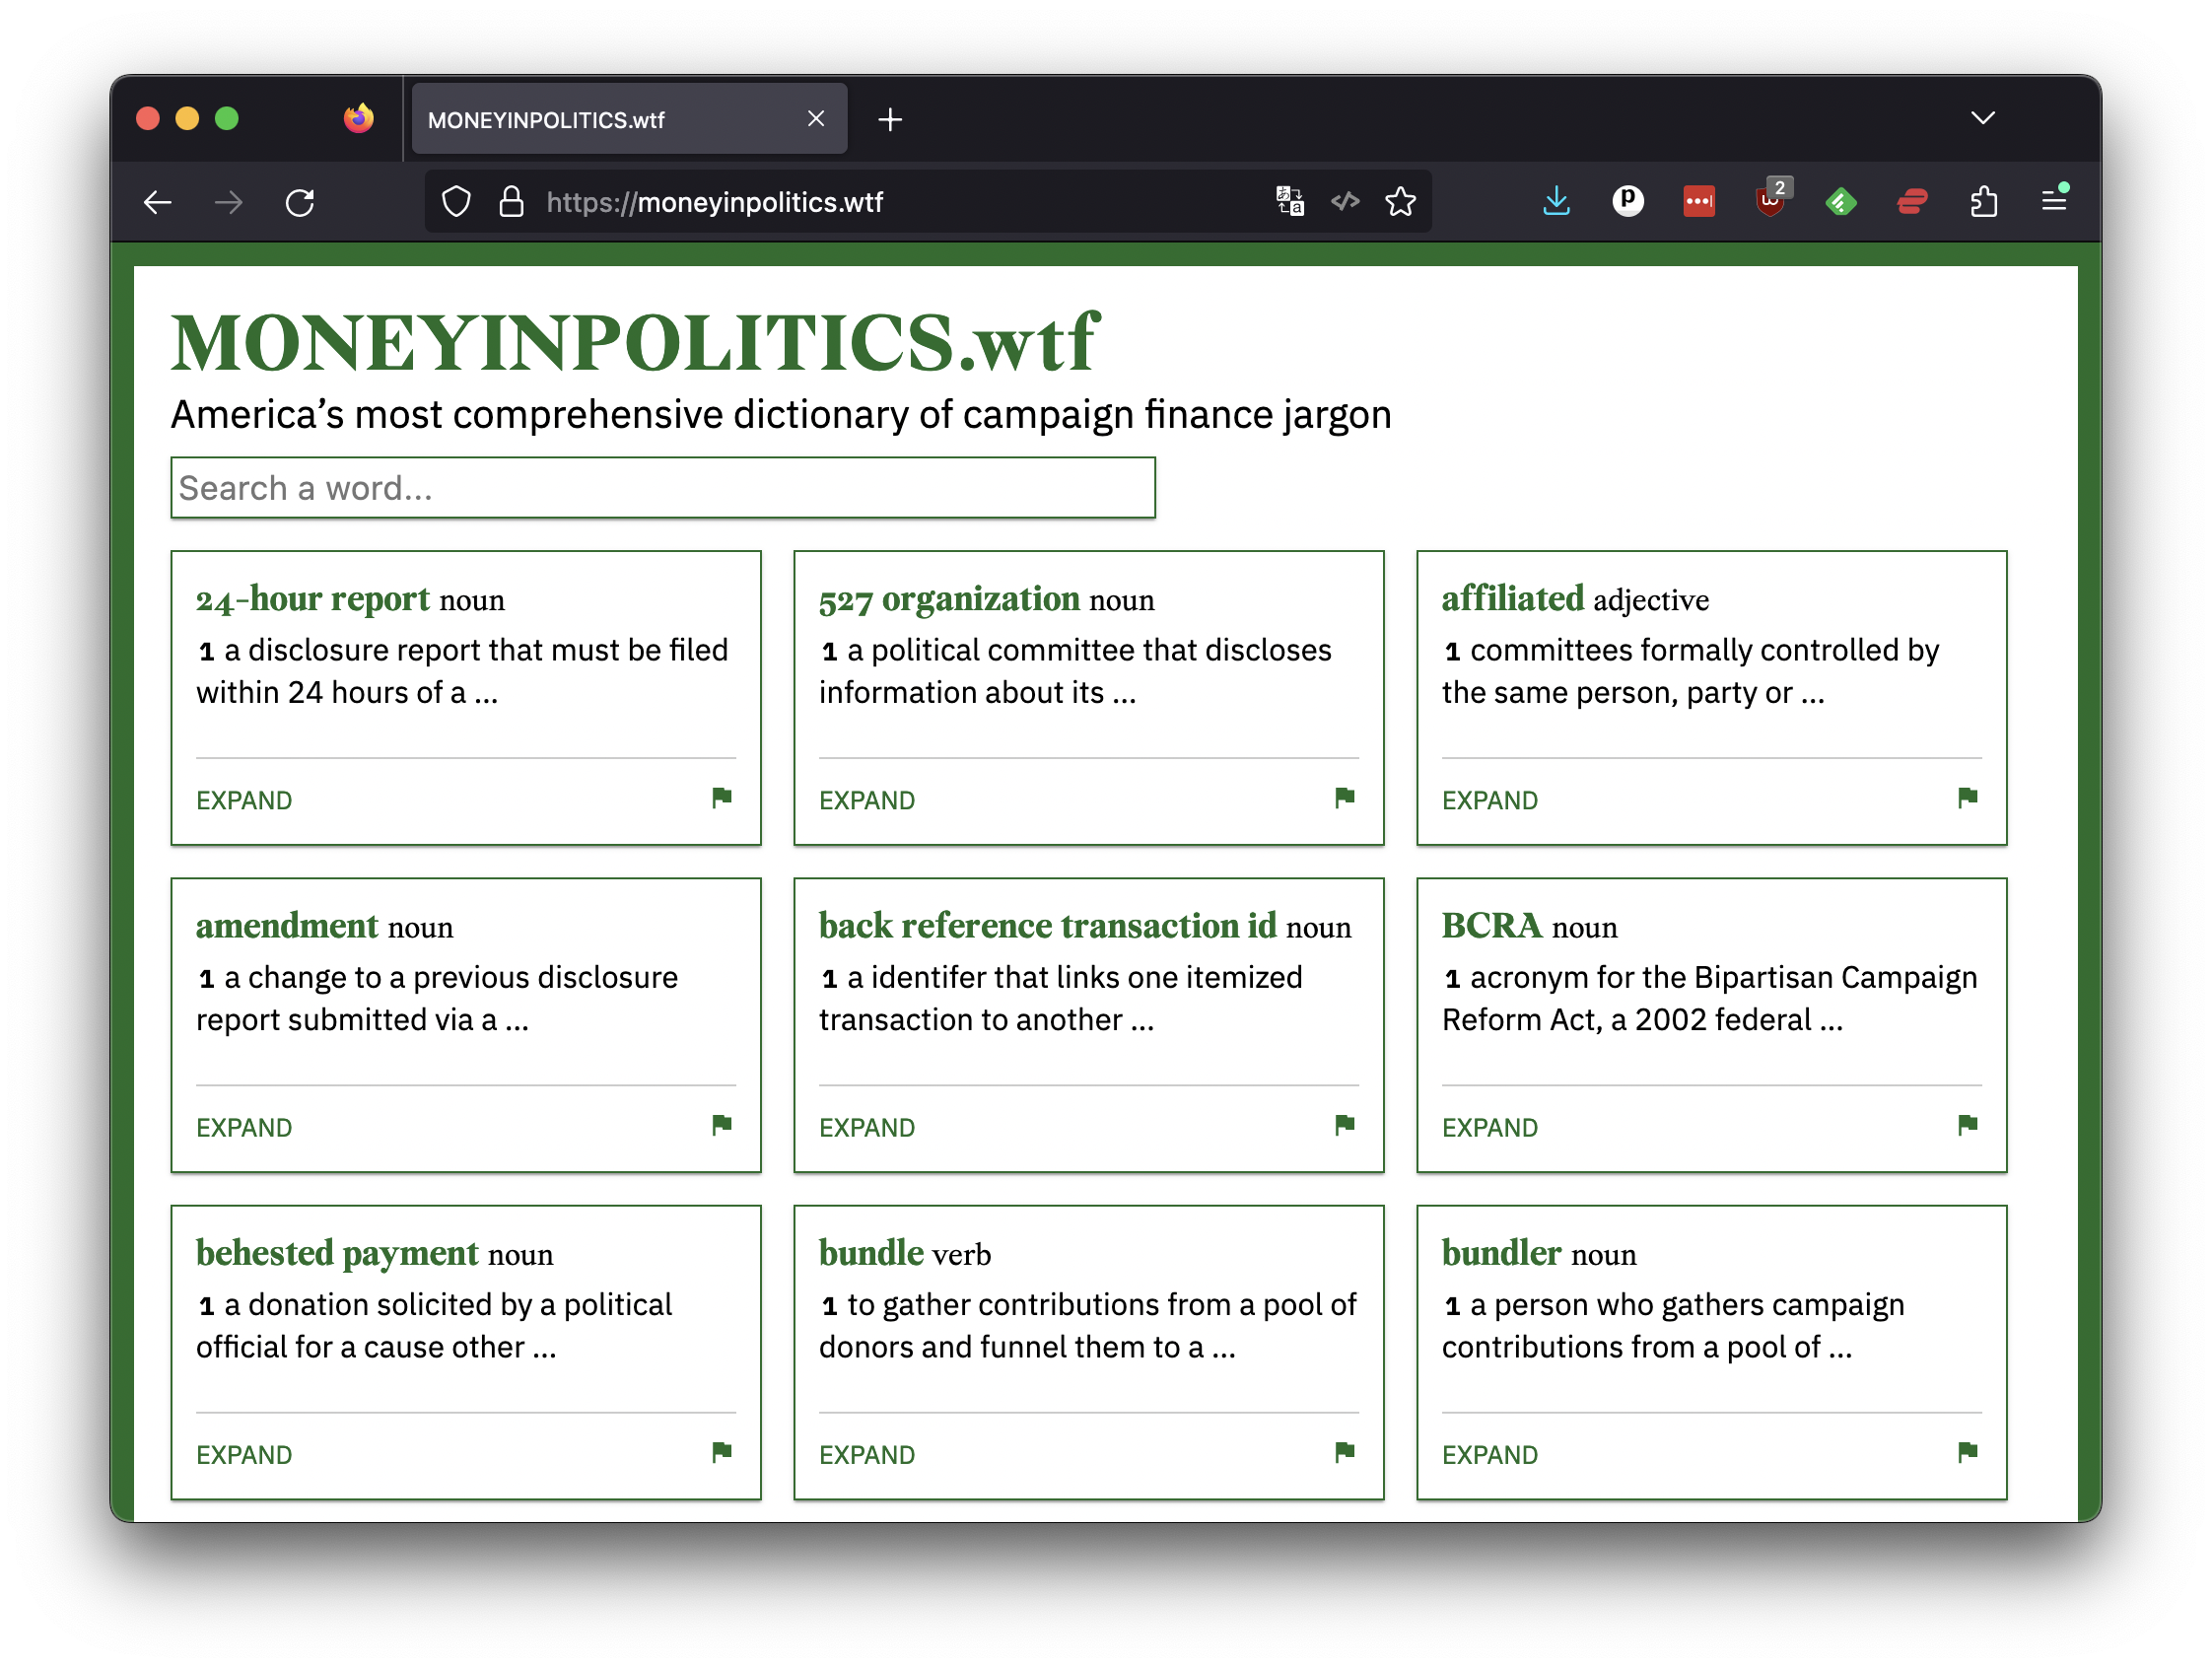 MONEYINPOLITICS.wtf
https://moneyinpolitics.wtf
2
MONEYINPOLITICS.wtf
America’s most comprehensive dictionary of campaign finance jargon
Search a word...
24-hour report noun
1 a disclosure report that must be filed
within 24 hours of a ...
EXPAND
527 organization noun
1 a political committee that discloses
information about its ...
EXPAND
affiliated adjective
1 committees formally controlled by
the same person, party or ...
EXPAND
amendment noun
1 a change to a previous disclosure
report submitted via a ...
EXPAND
back reference transaction id noun
1 a identifer that links one itemized
transaction to another ...
EXPAND
BCRA noun
1 acronym for the Bipartisan Campaign
Reform Act, a 2002 federal ...
EXPAND
behested payment noun
1 a donation solicited by a political
official for a cause other ...
EXPAND
bundle verb
1 to gather contributions from a pool of
donors and funnel them to a ...
EXPAND
bundler noun
1 a person who gathers campaign
contributions from a pool of ...
EXPAND